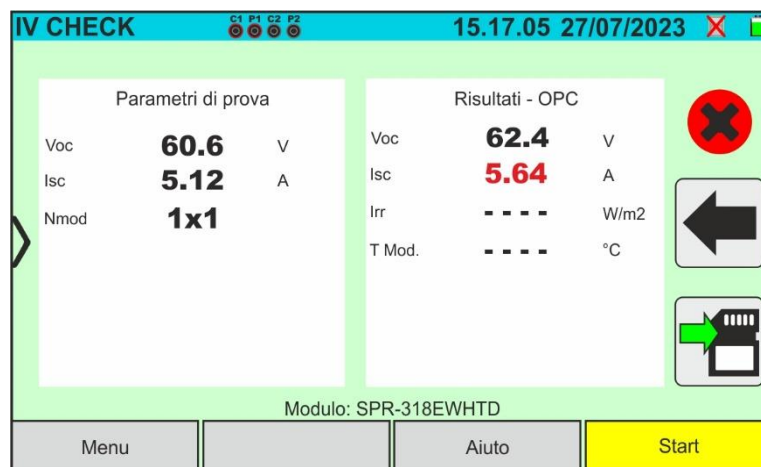 IV CHECK C1 P1 C2 P2 15.17.05 27/07/2023
Parametri di prova
Voc 60.6 V
Isc 5.12 A
Nmod 1x1
Risultati - OPC
Voc 62.4 V
Isc 5.64 A
Irr - - - - W/m2
T Mod. - - - - °C
Modulo: SPR-318EWHTD
Menu Aiuto Start